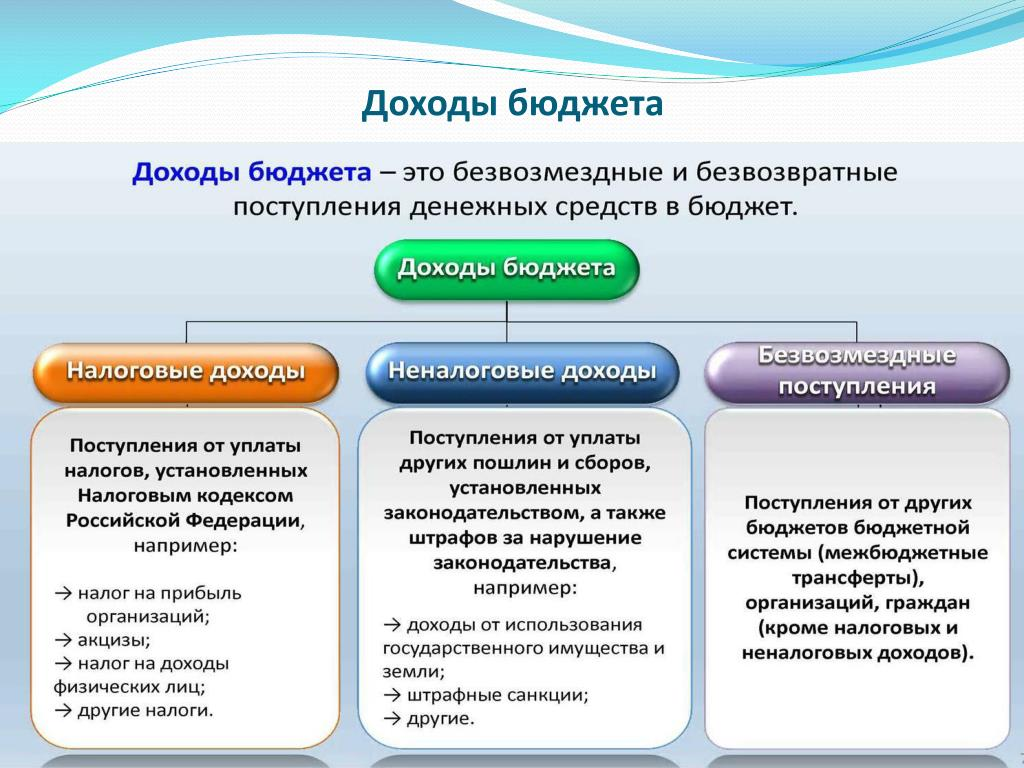 Доходы бюджета
Доходы бюджета – это безвозмездные и безвозвратные
поступления денежных средств в бюджет.
Доходы бюджета
Налоговые доходы
Поступления от уплаты
налогов, установленных
Налоговым кодексом
Российской Федерации,
например:
→ налог на прибыль
организаций;
→ акцизы;
→ налог на доходы
физических лиц;
→ другие налоги.
Неналоговые доходы
Поступления от уплаты
других пошлин и сборов,
установленных
законодательством, а также
штрафов за нарушение
законодательства,
например:
→ доходы от использования
государственного имущества и
земли;
→ штрафные санкции;
→ другие.
Безвозмездные
поступления
Поступления от других
бюджетов бюджетной
системы (межбюджетные
трансферты),
организаций, граждан
(кроме налоговых и
неналоговых доходов).